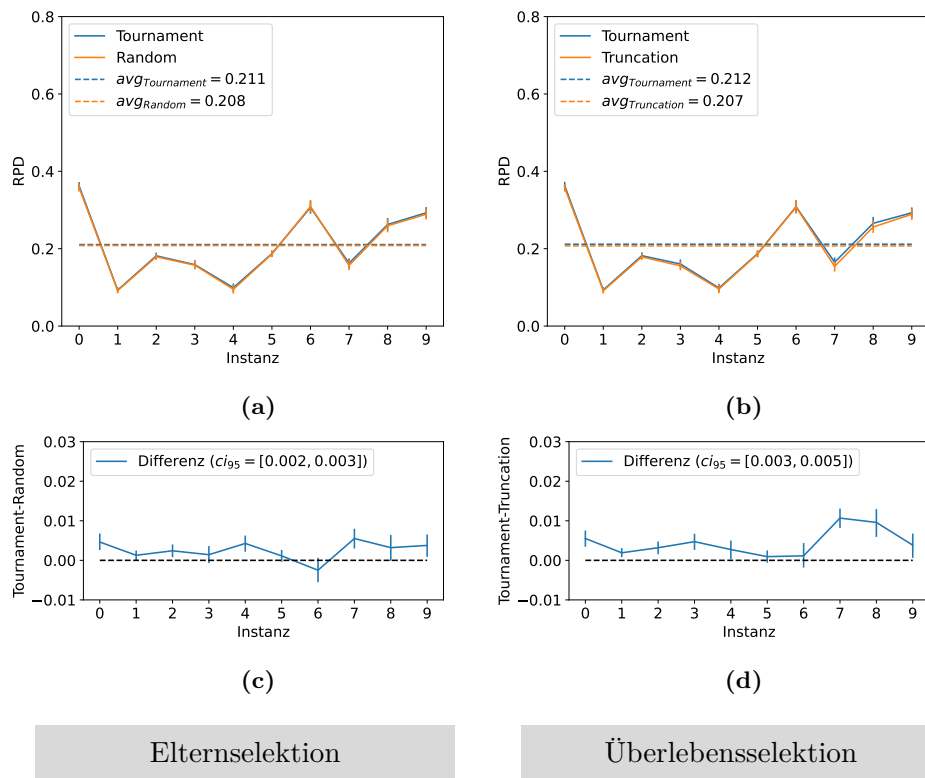 0.8
0.6
0.4
0.2
0.0
RPD
Tournament
Random
avg_Tournament = 0.211
avg_Random = 0.208
0 1 2 3 4 5 6 7 8 9
Instanz
(a)
0.8
0.6
0.4
0.2
0.0
RPD
Tournament
Truncation
avg_Tournament = 0.212
avg_Truncation = 0.207
0 1 2 3 4 5 6 7 8 9
Instanz
(b)
0.03
0.02
0.01
0.00
−0.01
Tournament-Random
Differenz (ci_95 = [0.002, 0.003])
0 1 2 3 4 5 6 7 8 9
Instanz
(c)
0.03
0.02
0.01
0.00
−0.01
Tournament-Truncation
Differenz (ci_95 = [0.003, 0.005])
0 1 2 3 4 5 6 7 8 9
Instanz
(d)
Elternselektion
Überlebensselektion